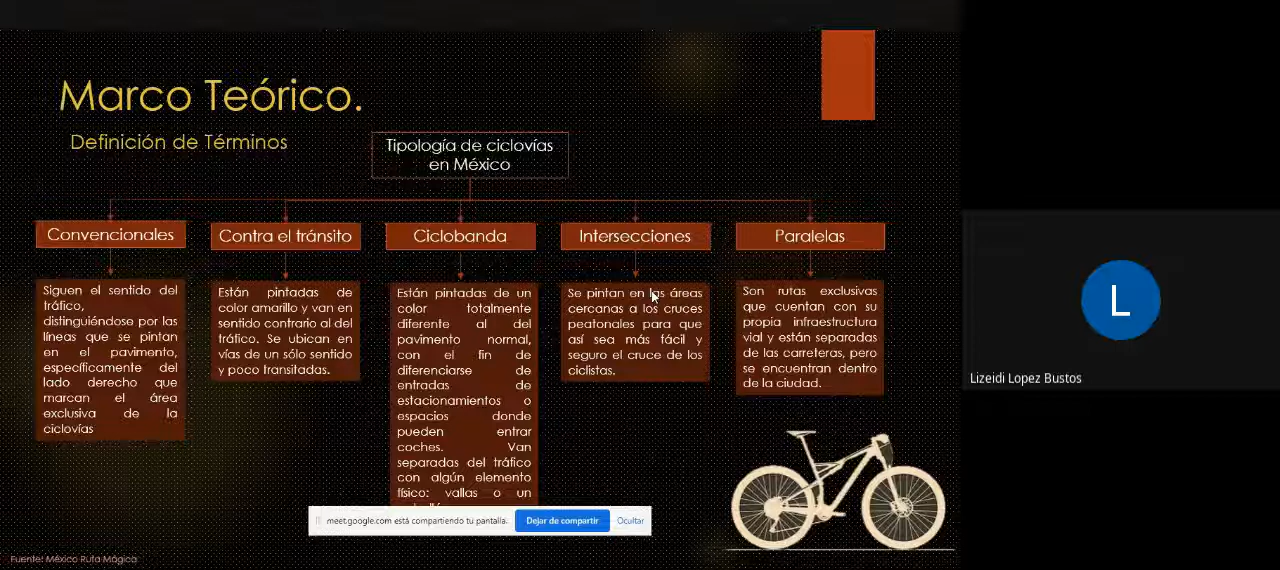 Marco Teórico.
Definición de Términos
Tipología de ciclovías
en México
Convencionales
Siguen el sentido del
tráfico,
distinguiéndose por las
líneas que se pintan
en el pavimento,
específicamente del
lado derecho que
marcan el área
exclusiva de la
ciclovías
Contra el tránsito
Están pintadas de
color amarillo y van en
sentido contrario al del
tráfico. Se ubican en
vías de un sólo sentido
y poco transitadas.
Ciclobanda
Están pintadas de un
color totalmente
diferente al del
pavimento normal,
con el fin de
diferenciarse de
entradas de
estacionamientos o
espacios donde
pueden entrar
coches. Van
separadas del tráfico
con algún elemento
físico: vallas o un
Intersecciones
Se pintan en las áreas
cercanas a los cruces
peatonales para que
así sea más fácil y
seguro el cruce de los
ciclistas.
Paralelas
Son rutas exclusivas
que cuentan con su
propia infraestructura
vial y están separadas
de las carreteras, pero
se encuentran dentro
de la ciudad.
meet.google.com está compartiendo tu pantalla.
Dejar de compartir
Ocultar
Fuente: México Ruta Mágica
L
Lizeidi Lopez Bustos